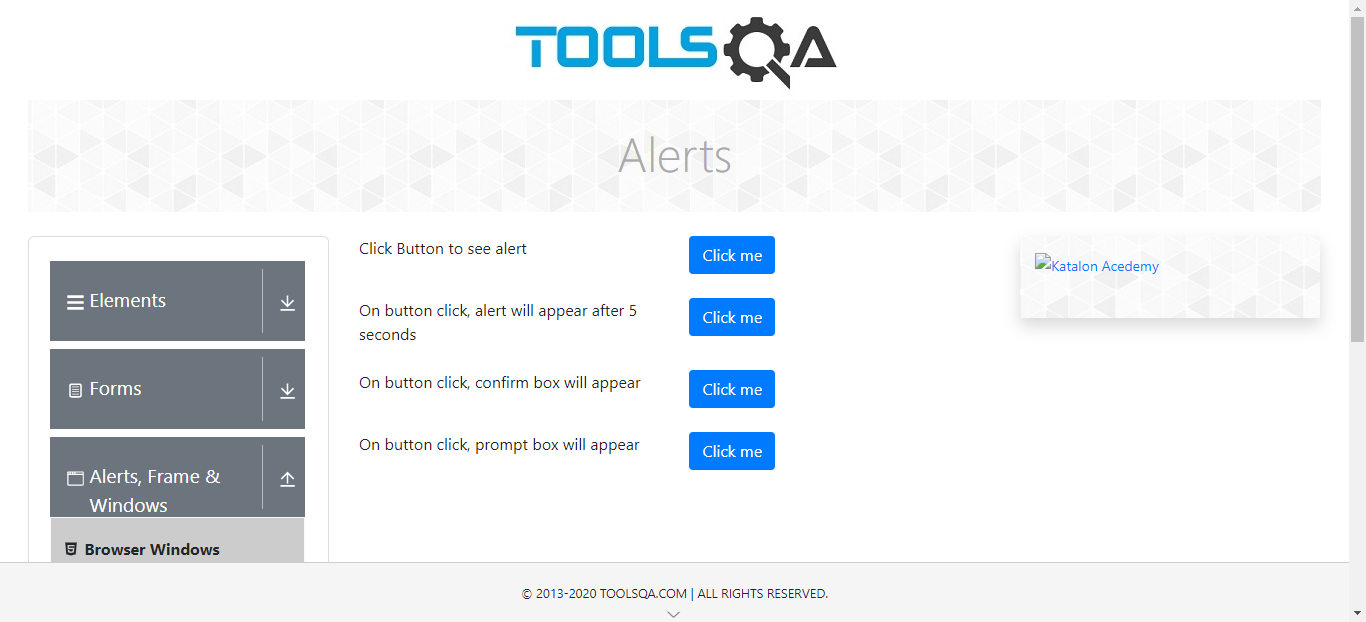 TOOLSQA
Alerts
Elements
Forms
Alerts, Frame &
Windows
Browser Windows
Click Button to see alert
Click me
On button click, alert will appear after 5
seconds
Click me
On button click, confirm box will appear
Click me
On button click, prompt box will appear
Click me
Katalon Acedemy
© 2013-2020 TOOLSQA.COM | ALL RIGHTS RESERVED.